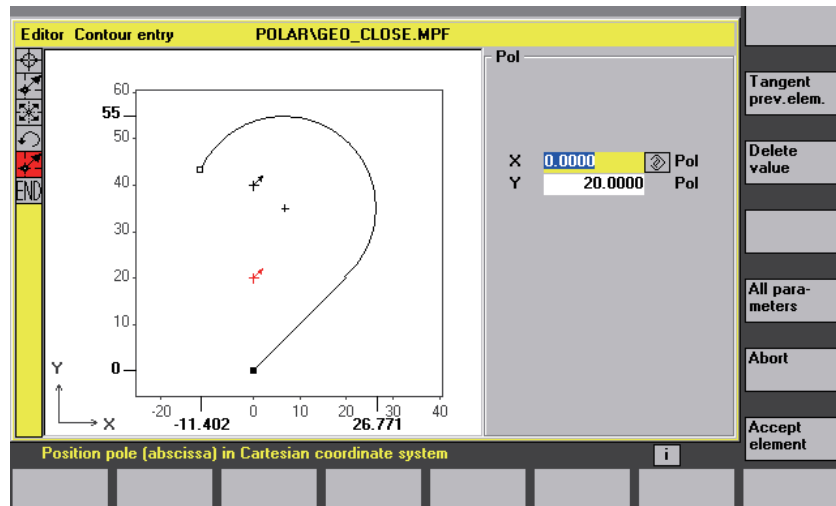 Editor Contour entry POLAR\GEO_CLOSE.MPF
Pol
X 0.0000 Pol
Y 20.0000 Pol
END
60
55
50
40
30
20
10
0
Y
X
-20 0 10 20 30 40
-11.402 26.771
Position pole (abscissa) in Cartesian coordinate system i
Tangent
prev.elem.
Delete
value
All para-
meters
Abort
Accept
element